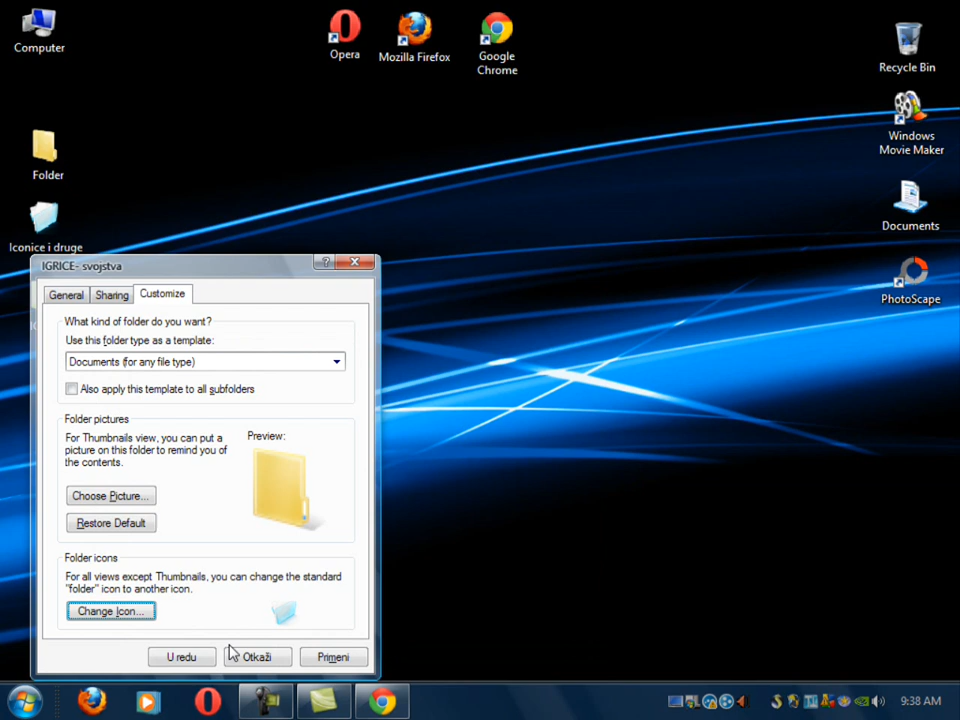 Computer
Opera
Mozilla Firefox
Google
Chrome
Recycle Bin
Windows
Movie Maker
Folder
Documents
Iconice i druge
PhotoScape
IGRICE- svojstva
?
General
Sharing
Customize
What kind of folder do you want?
Use this folder type as a template:
Documents (for any file type)
Also apply this template to all subfolders
Folder pictures
For Thumbnails view, you can put a
picture on this folder to remind you of
the contents.
Preview:
Choose Picture...
Restore Default
Folder icons
For all views except Thumbnails, you can change the standard
"folder" icon to another icon.
Change Icon...
U redu
Otkaži
Primeni
9:38 AM